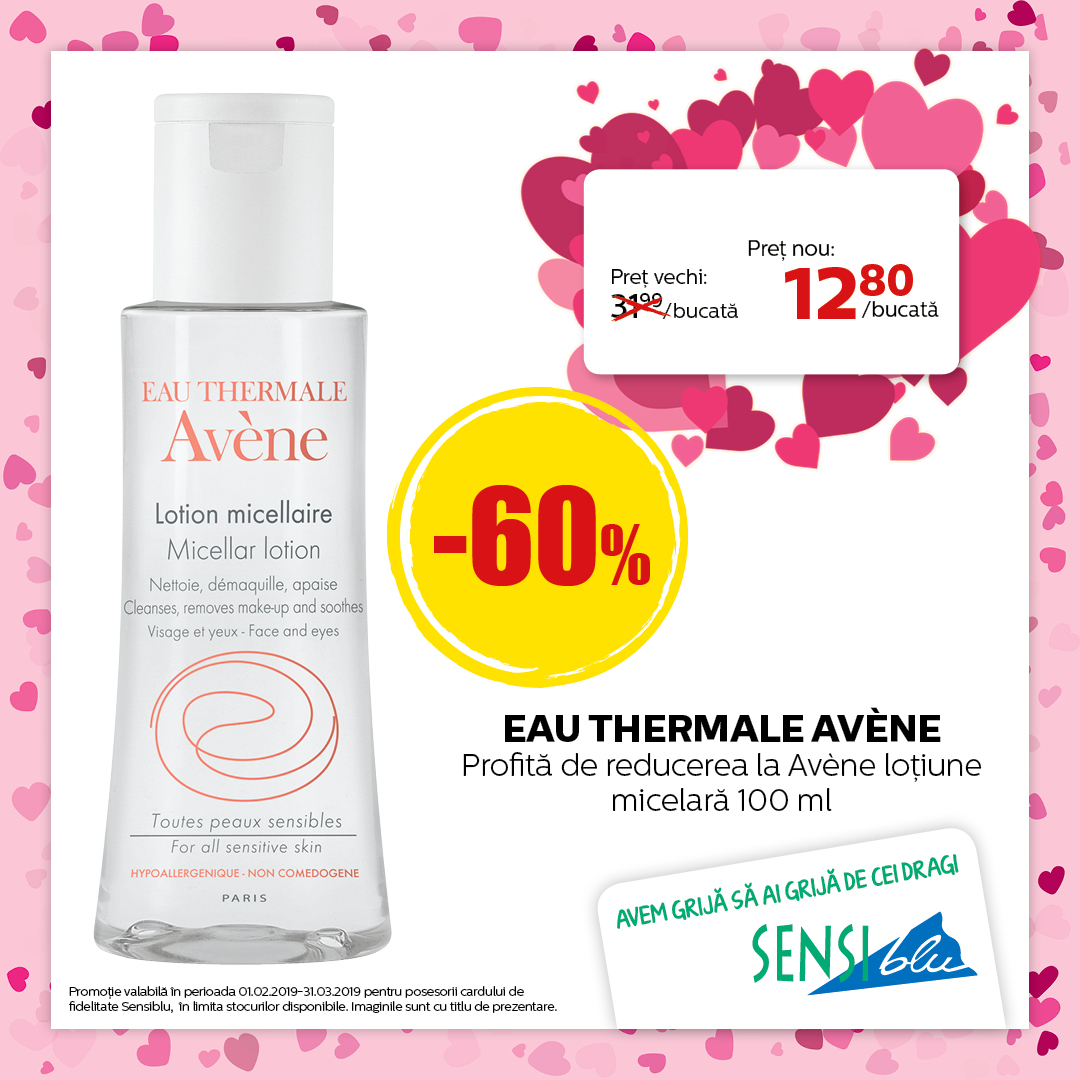 EAU THERMALE
Avène
Lotion micellaire
Micellar lotion
Nettoie, démaquille, apaise
Cleanses, removes make-up and soothes
Visage et yeux - Face and eyes
Toutes peaux sensibles
For all sensitive skin
HYPOALLERGENIQUE - NON COMEDOGENE
PARIS
Preț vechi:
31⁹⁹/bucată
Preț nou:
12⁸⁰/bucată
-60%
EAU THERMALE AVÈNE
Profită de reducerea la Avène loțiune
micelară 100 ml
AVEM GRIJĂ SĂ AI GRIJĂ DE CEI DRAGI
SENSIblu
Promoție valabilă în perioada 01.02.2019-31.03.2019 pentru posesorii cardului de
fidelitate Sensiblu, în limita stocurilor disponibile. Imaginile sunt cu titlu de prezentare.